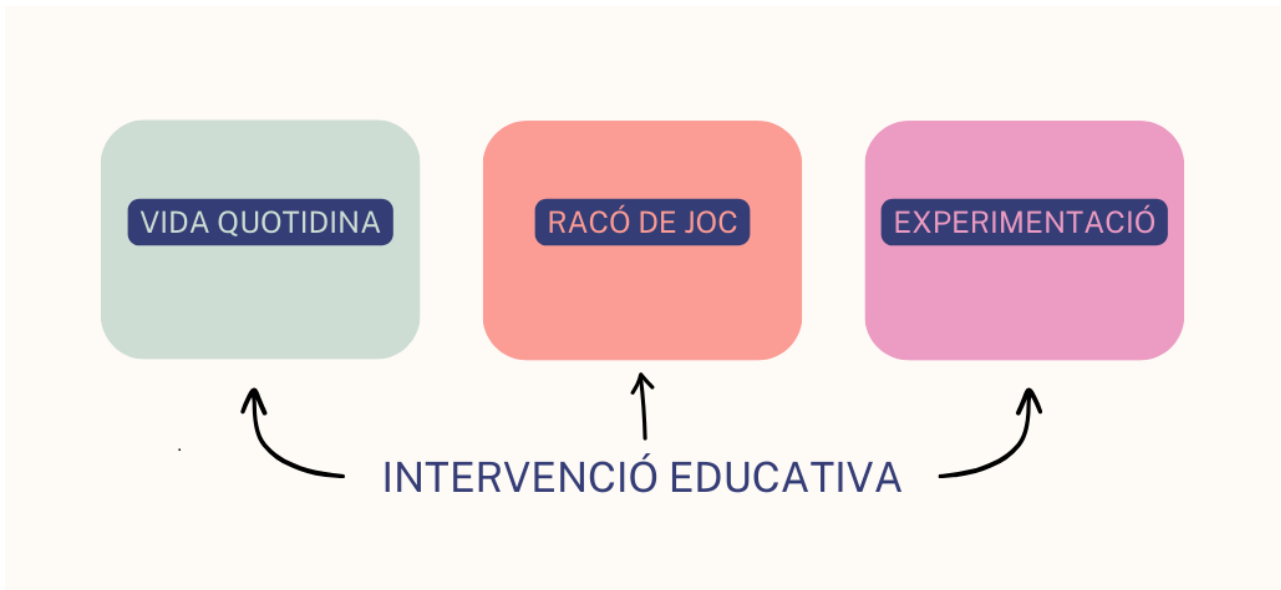 VIDA QUOTIDINA
RACÓ DE JOC
EXPERIMENTACIÓ
INTERVENCIÓ EDUCATIVA